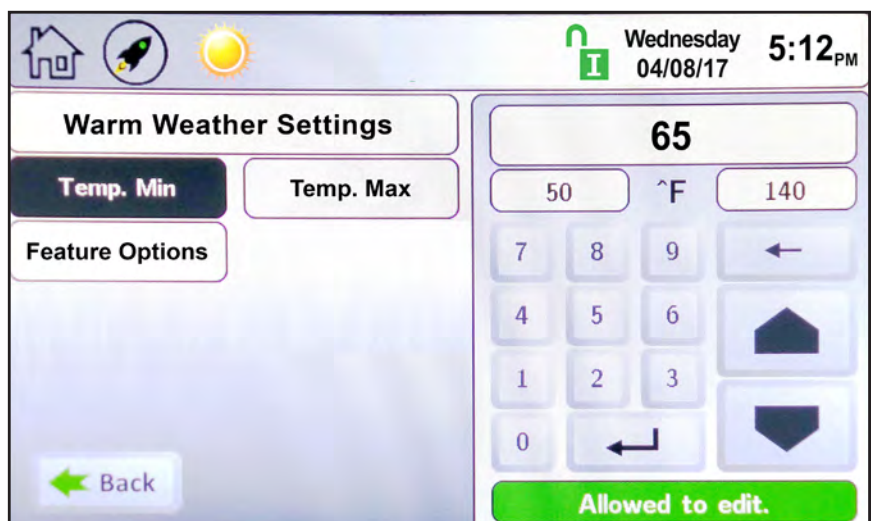 I
Wednesday
04/08/17
5:12PM
Warm Weather Settings
Temp. Min
Temp. Max
Feature Options
Back
65
50
^F
140
7 8 9
4 5 6
1 2 3
0
Allowed to edit.